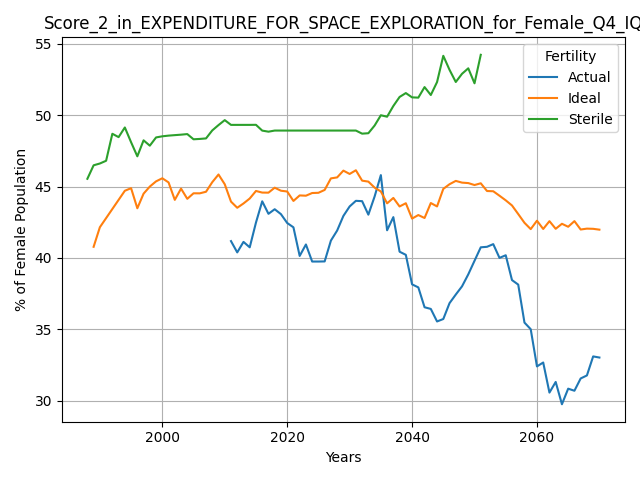 Score_2_in_EXPENDITURE_FOR_SPACE_EXPLORATION_for_Female_Q4_IQ
55
50
45
40
35
30
% of Female Population
Fertility
Actual
Ideal
Sterile
2000
2020
2040
2060
Years